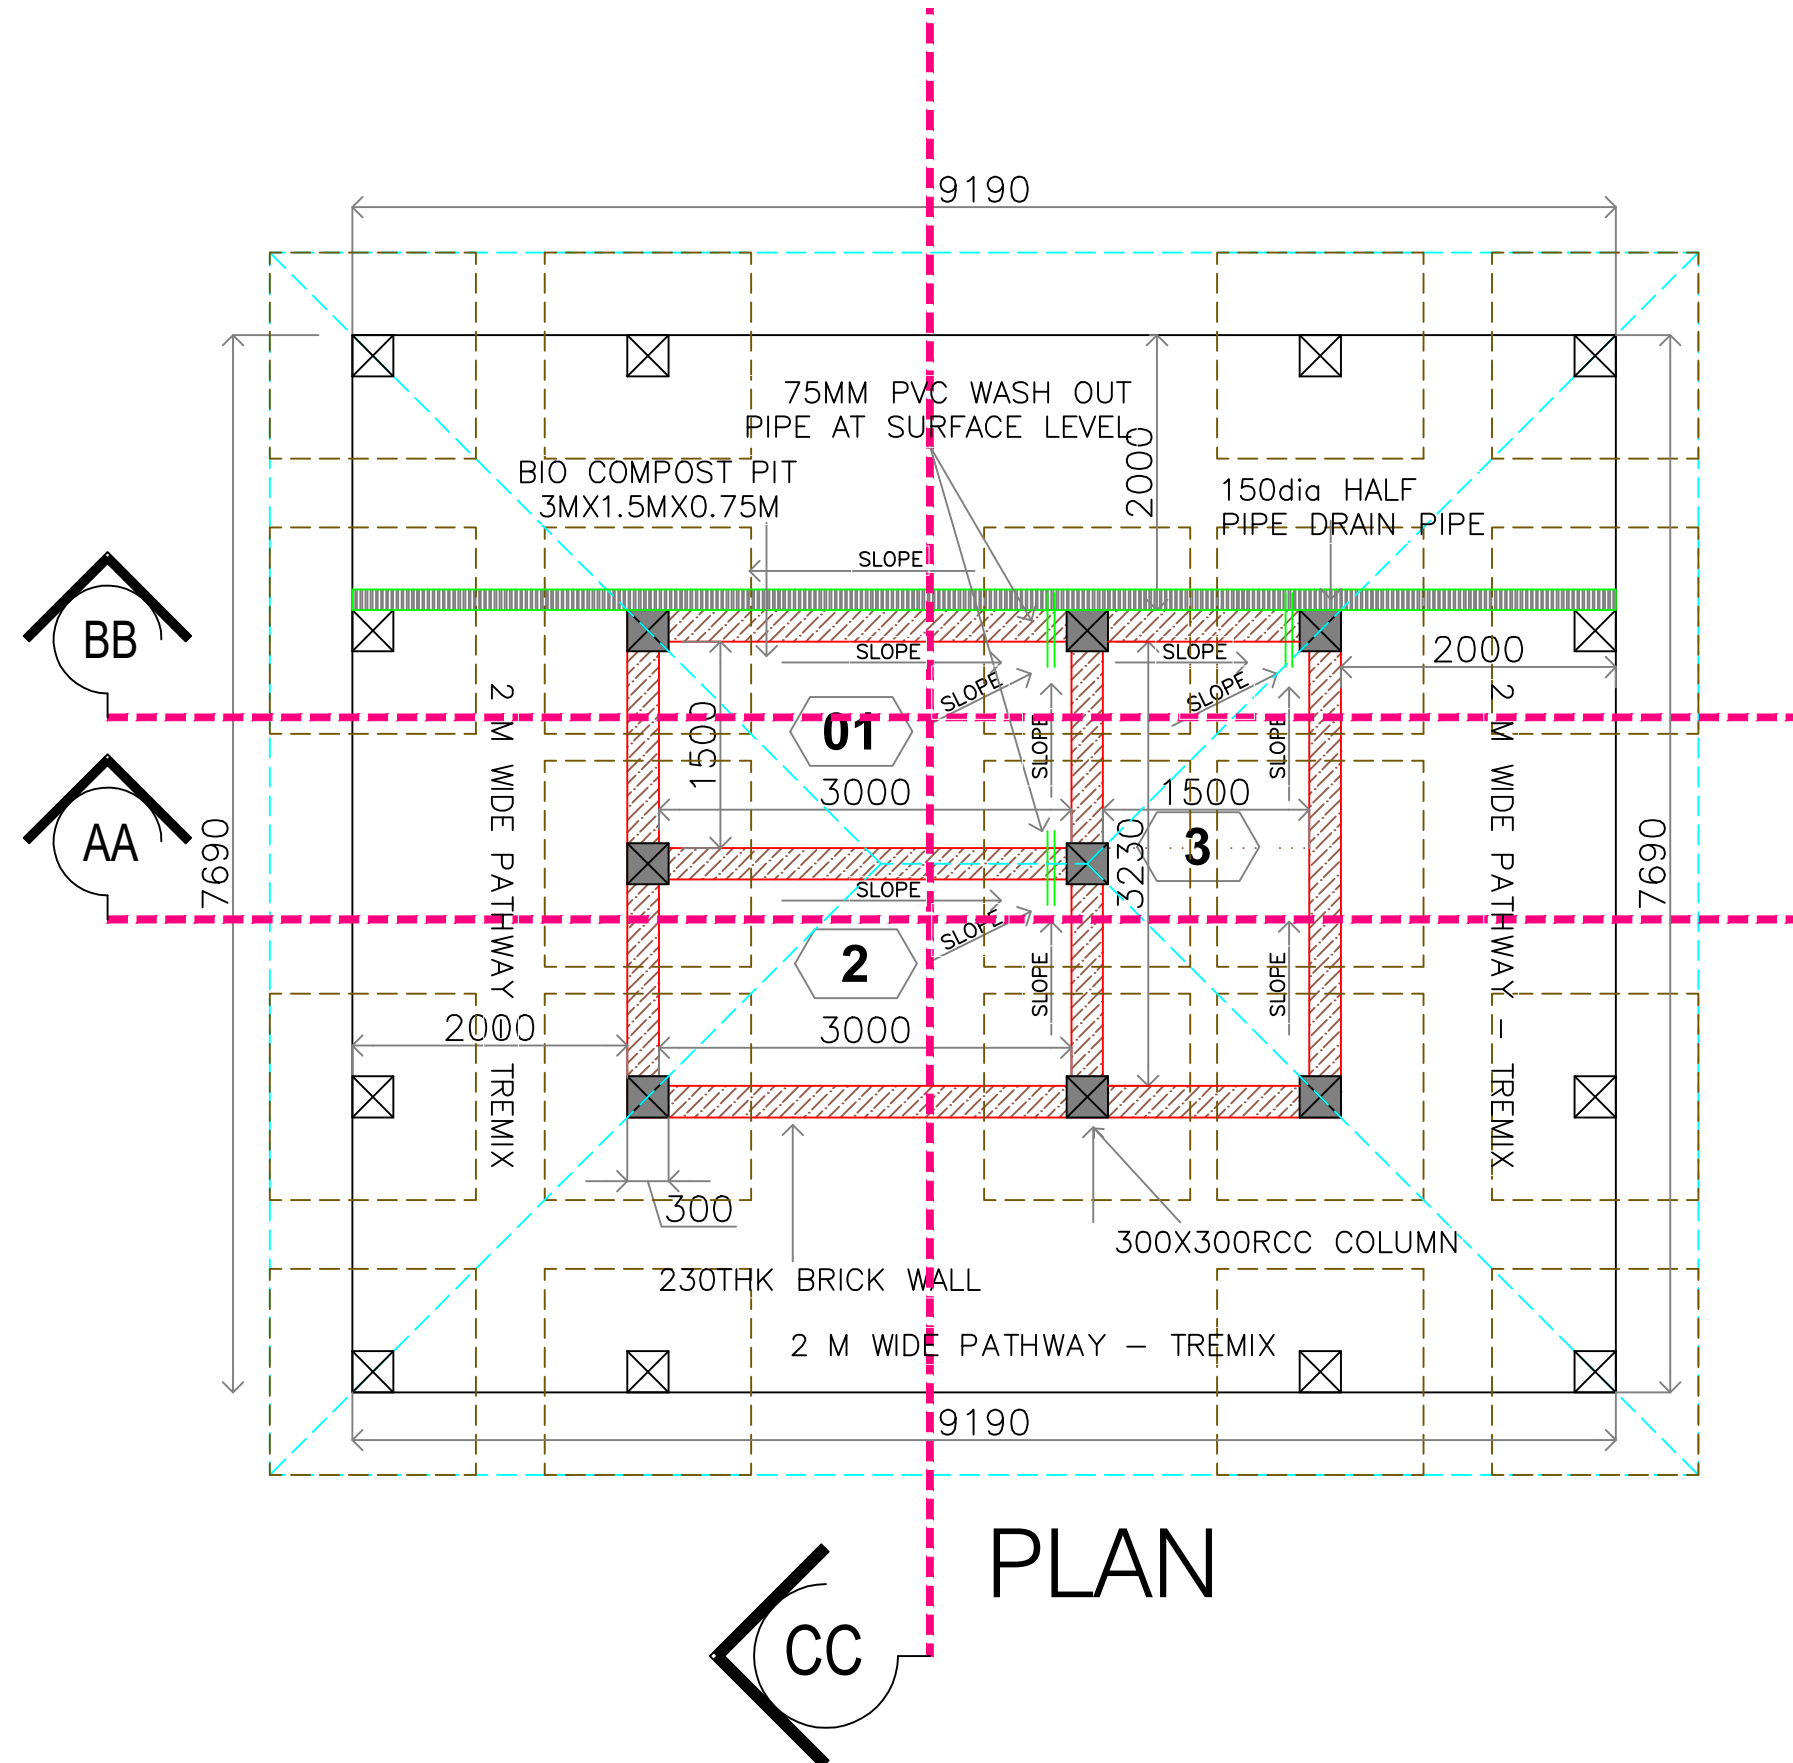 9190
75MM PVC WASH OUT
PIPE AT SURFACE LEVEL
2000
BIO COMPOST PIT
3MX1.5MX0.75M
150dia HALF
PIPE DRAIN PIPE
SLOPE
BB
SLOPE
SLOPE
2000
SLOPE
SLOPE
01
1500
SLOPE
SLOPE
2 M WIDE PATHWAY - TREMIX
2 M WIDE PATHWAY - TREMIX
3000
1500
AA
7690
3230
3
7690
SLOPE
SLOPE
2
SLOPE
SLOPE
2000
3000
300
300X300RCC COLUMN
230THK BRICK WALL
2 M WIDE PATHWAY - TREMIX
9190
PLAN
CC